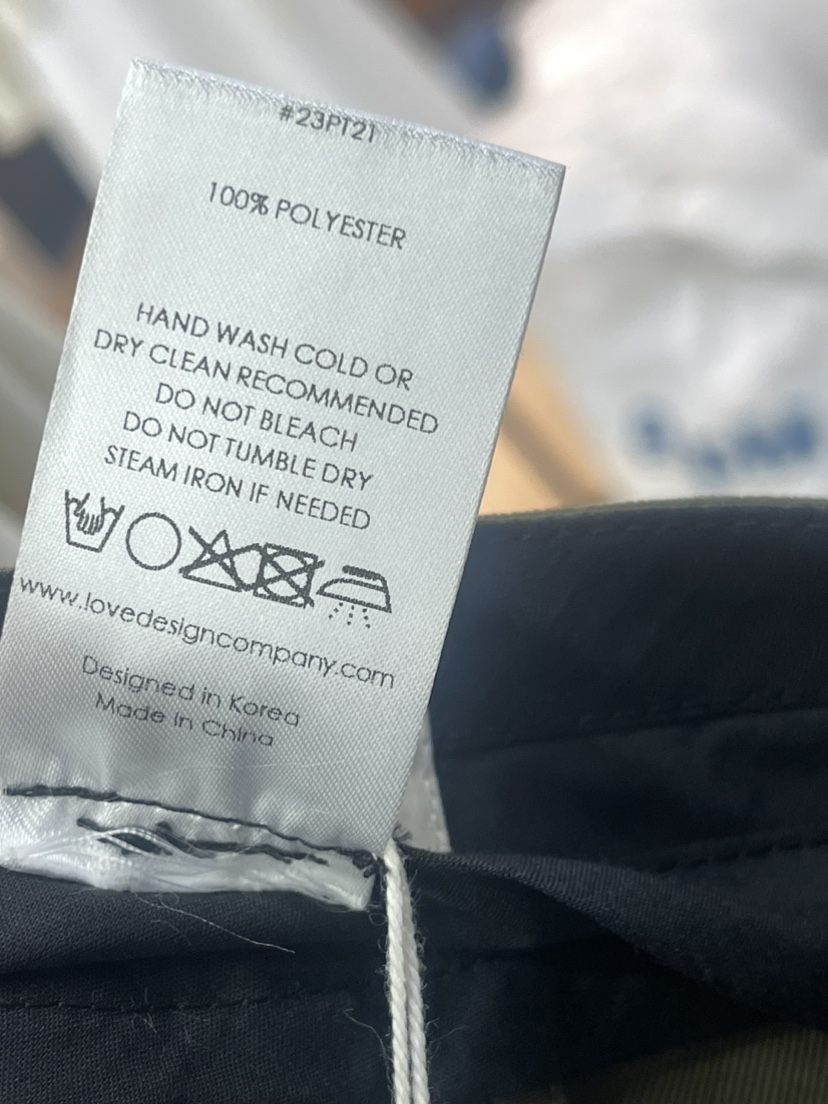 #23PT21
100% POLYESTER
HAND WASH COLD OR
DRY CLEAN RECOMMENDED
DO NOT BLEACH
DO NOT TUMBLE DRY
STEAM IRON IF NEEDED
www.lovedesigncompany.com
Designed in Korea
Made in China